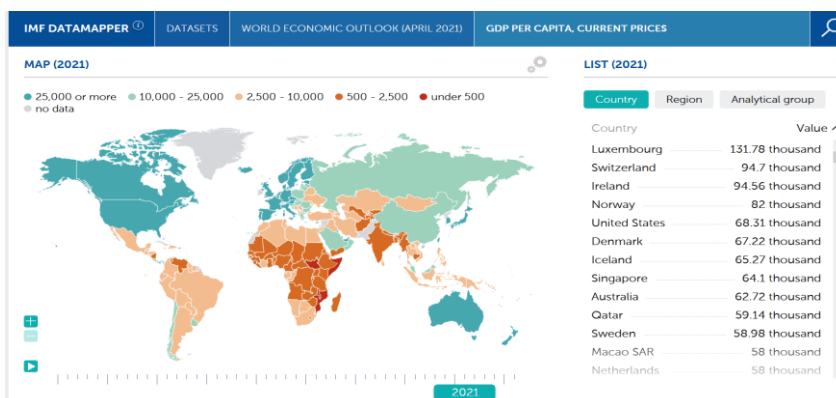 IMF DATAMAPPER
DATASETS
WORLD ECONOMIC OUTLOOK (APRIL 2021)
GDP PER CAPITA, CURRENT PRICES
MAP (2021)
25,000 or more 10,000 - 25,000 2,500 - 10,000 500 - 2,500 under 500
no data
2021
LIST (2021)
Country Region Analytical group
Country Value
Luxembourg 131.78 thousand
Switzerland 94.7 thousand
Ireland 94.56 thousand
Norway 82 thousand
United States 68.31 thousand
Denmark 67.22 thousand
Iceland 65.27 thousand
Singapore 64.1 thousand
Australia 62.72 thousand
Qatar 59.14 thousand
Sweden 58.98 thousand
Macao SAR 58 thousand
Netherlands 58 thousand